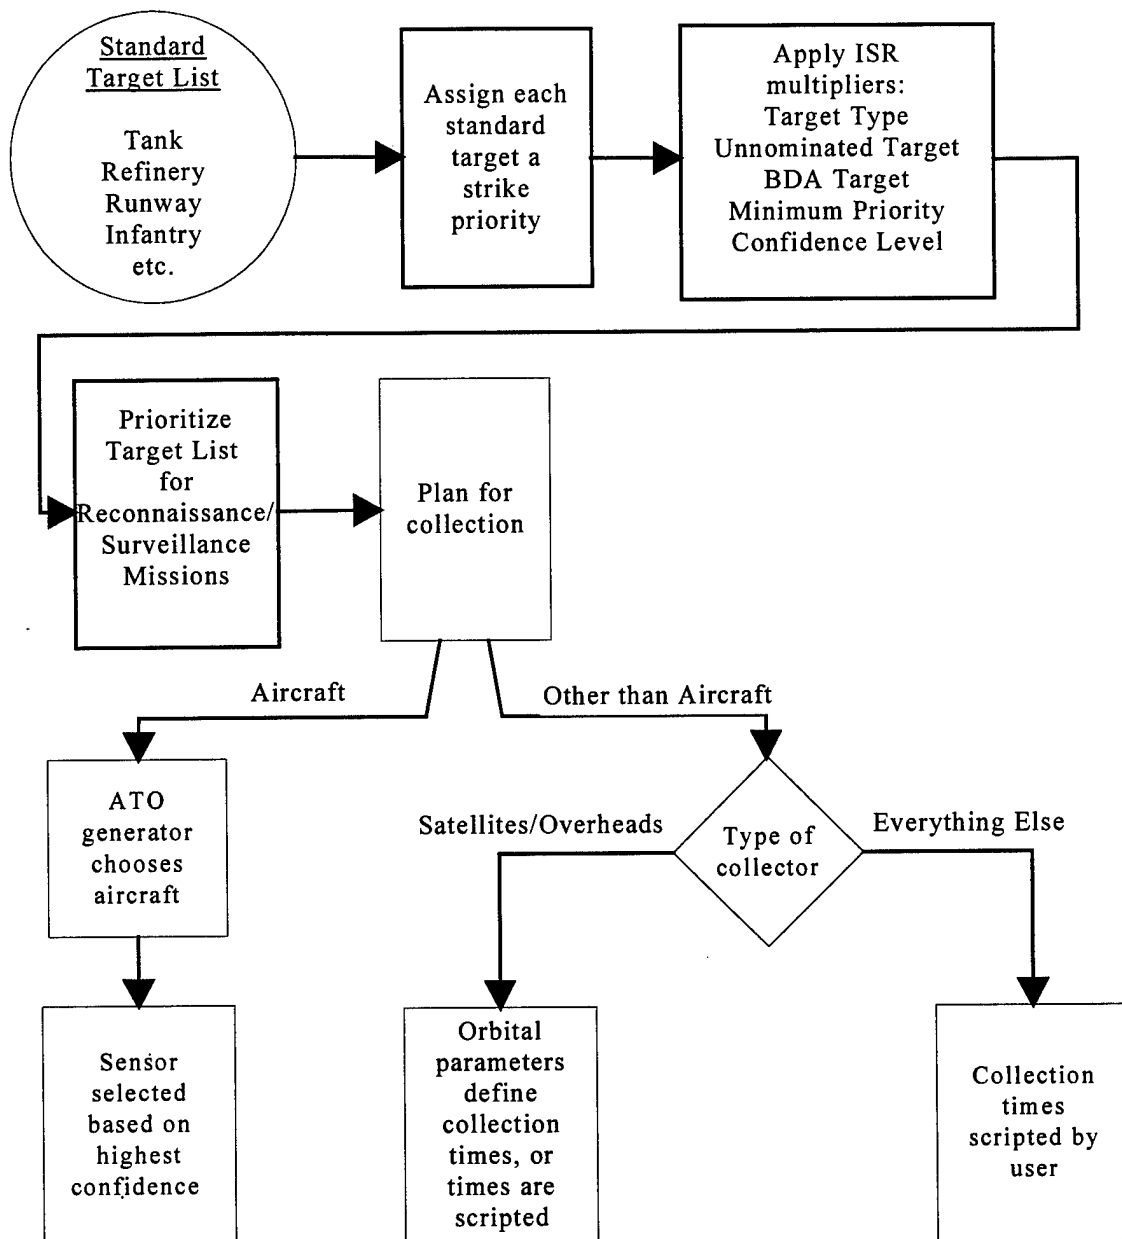 Standard
Target List
Tank
Refinery
Runway
Infantry
etc.
Assign each
standard
target a
strike
priority
Apply ISR
multipliers:
Target Type
Unnominated Target
BDA Target
Minimum Priority
Confidence Level
Prioritize
Target List
for
Reconnaissance/
Surveillance
Missions
Plan for
collection
Aircraft
Other than Aircraft
ATO
generator
chooses
aircraft
Satellites/Overheads
Type of
collector
Everything Else
Sensor
selected
based on
highest
confidence
Orbital
parameters
define
collection
times, or
times are
scripted
Collection
times
scripted by
user